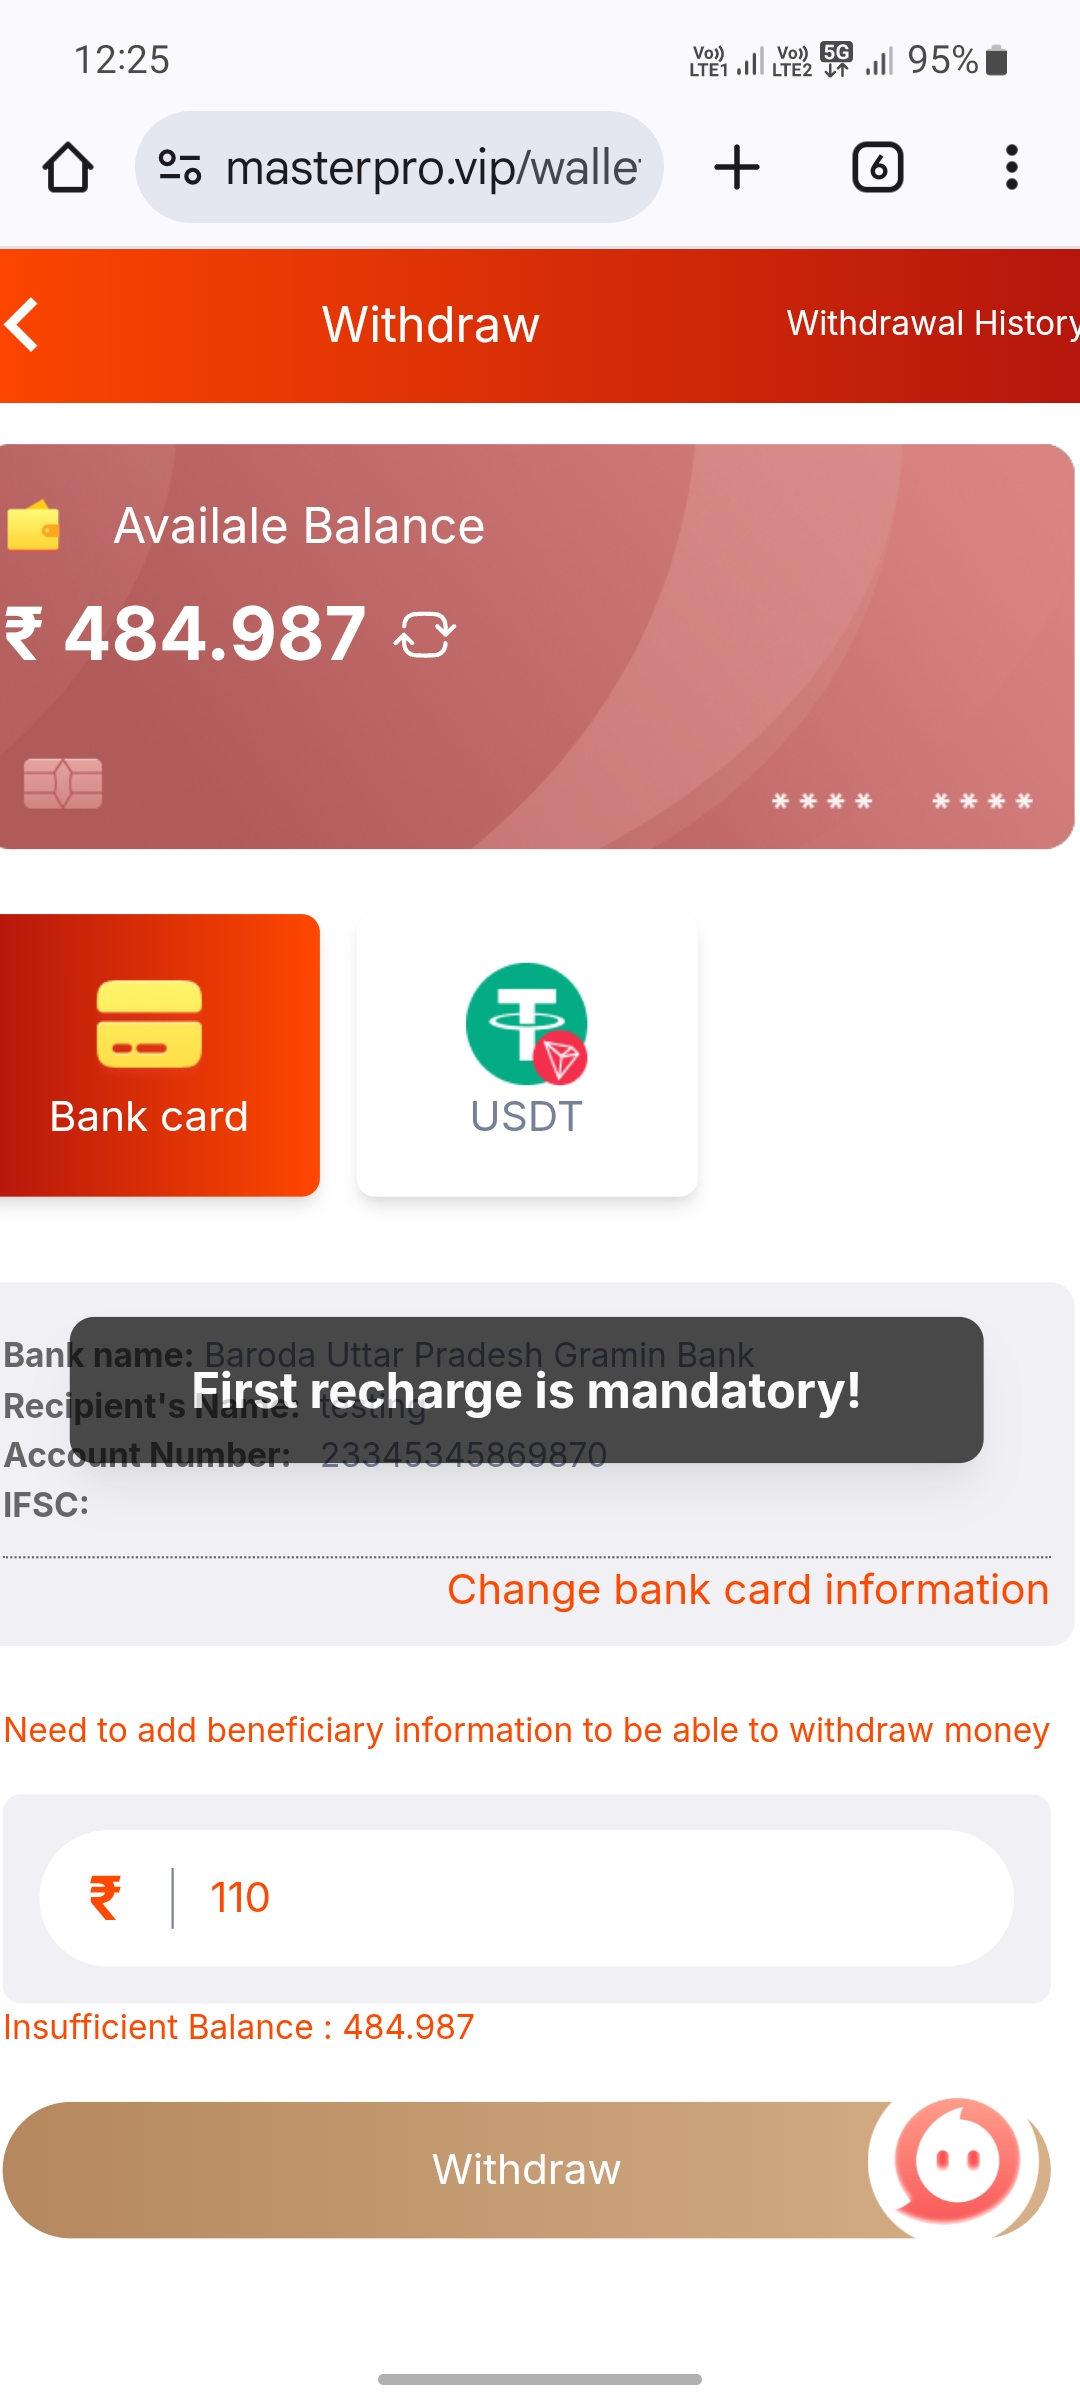 12:25
Vo)) LTE1 Vo)) LTE2 5G 95%
masterpro.vip/walle
6
Withdraw
Withdrawal History
Availale Balance
₹ 484.987
**** ****
Bank card
USDT
Bank name: Baroda Uttar Pradesh Gramin Bank
First recharge is mandatory!
Recipient's Name: testing
Account Number: 23345345869870
IFSC:
Change bank card information
Need to add beneficiary information to be able to withdraw money
₹ 110
Insufficient Balance : 484.987
Withdraw